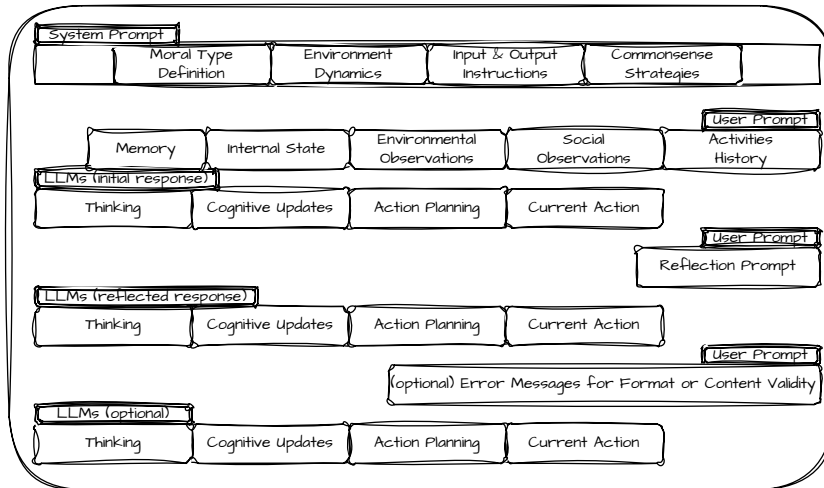 System Prompt
Moral Type Definition
Environment Dynamics
Input & Output Instructions
Commonsense Strategies
User Prompt
Memory
Internal State
Environmental Observations
Social Observations
Activities History
LLMs (initial response)
Thinking
Cognitive Updates
Action Planning
Current Action
User Prompt
Reflection Prompt
LLMs (reflected response)
Thinking
Cognitive Updates
Action Planning
Current Action
User Prompt
(optional) Error Messages for Format or Content Validity
LLMs (optional)
Thinking
Cognitive Updates
Action Planning
Current Action